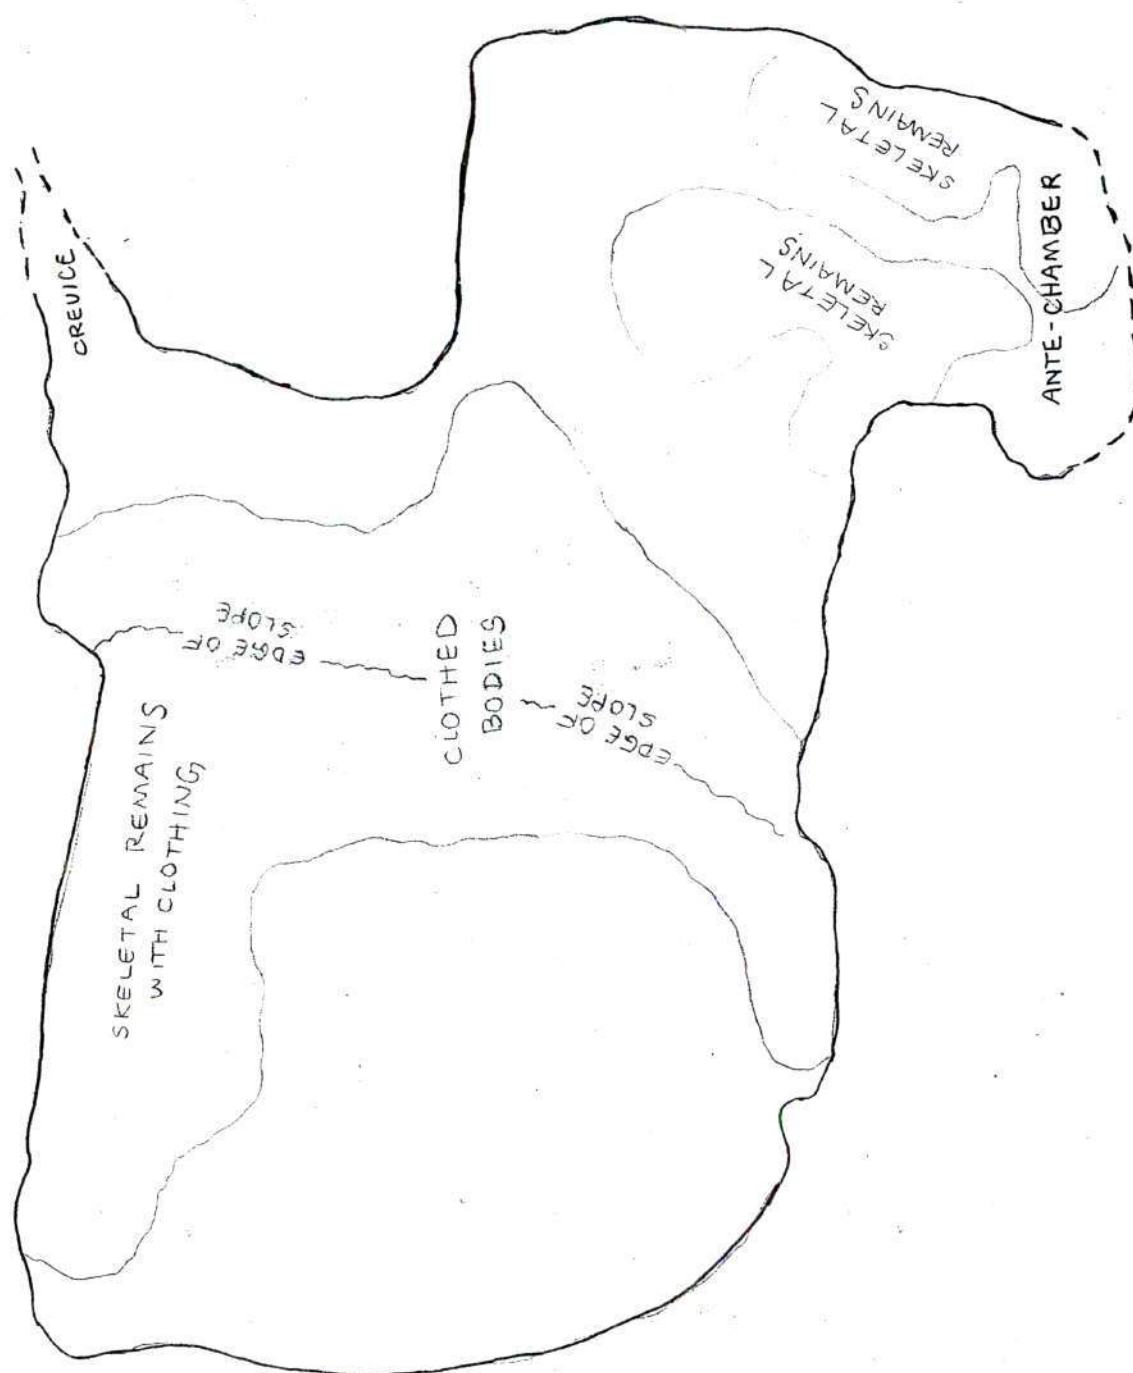 SKELETAL
REMAINS
SKELETAL
REMAINS
ANTE-CHAMBER
CREVICE
EDGE OF
SLOPE
CLOTHED
BODIES
EDGE OF
SLOPE
SKELETAL REMAINS
WITH CLOTHING